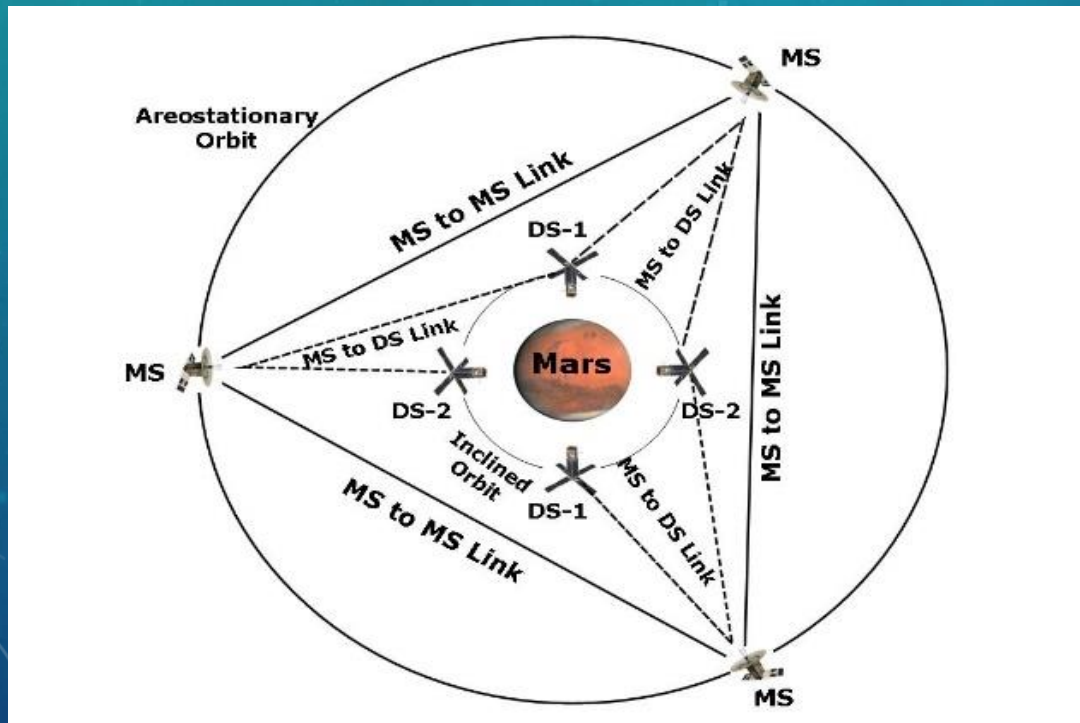 MS
Areostationary
Orbit
MS to MS Link
MS to DS Link
DS-1
MS to MS Link
MS to DS Link
Mars
MS
DS-2
DS-2
Inclined
Orbit
MS to DS Link
MS to MS Link
DS-1
MS